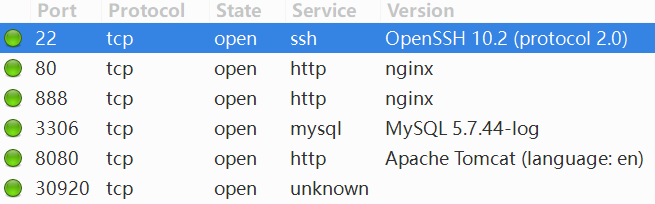 Port Protocol State Service Version
22 tcp open ssh OpenSSH 10.2 (protocol 2.0)
80 tcp open http nginx
888 tcp open http nginx
3306 tcp open mysql MySQL 5.7.44-log
8080 tcp open http Apache Tomcat (language: en)
30920 tcp open unknown